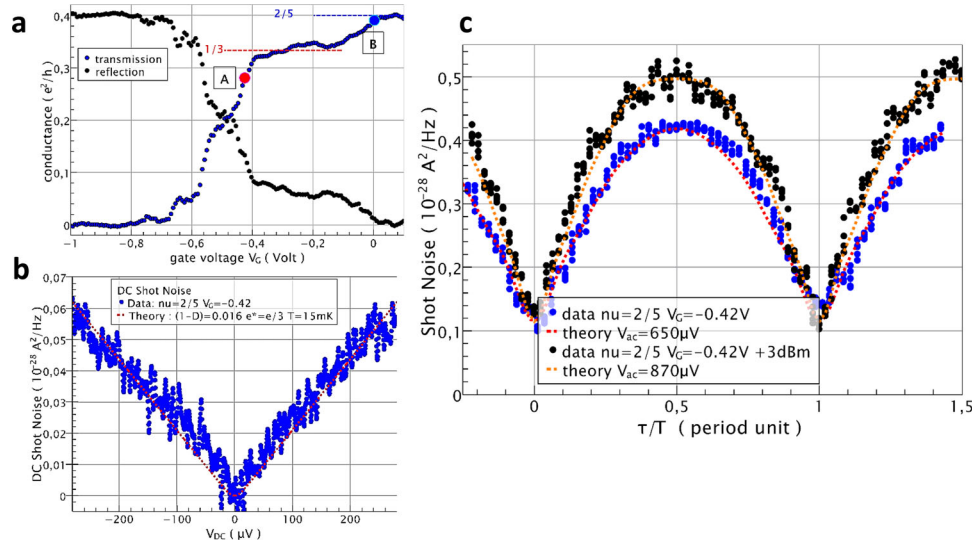 a
conductance ( e²/h )
0,4
0,3
0,2
0,1
0
2/5
1/3
A
B
transmission
reflection
-1
-0,8
-0,6
-0,4
-0,2
0
gate voltage V_G ( Volt )
b
DC Shot Noise (10⁻²⁸ A²/Hz)
0,07
0,06
0,05
0,04
0,03
0,02
0,01
0
DC Shot Noise
Data: nu=2/5 V_G=-0.42
Theory : (1-D)=0.016 e*=e/3 T=15mK
-200
-100
0
100
200
V_DC ( µV )
c
Shot Noise ( 10⁻²⁸ A²/Hz )
0,5
0,4
0,3
0,2
0,1
0
data nu=2/5 V_G=-0.42V
theory V_ac=650µV
data nu=2/5 V_G=-0.42V +3dBm
theory V_ac=870µV
0
0,5
1
1,5
τ/T ( period unit )